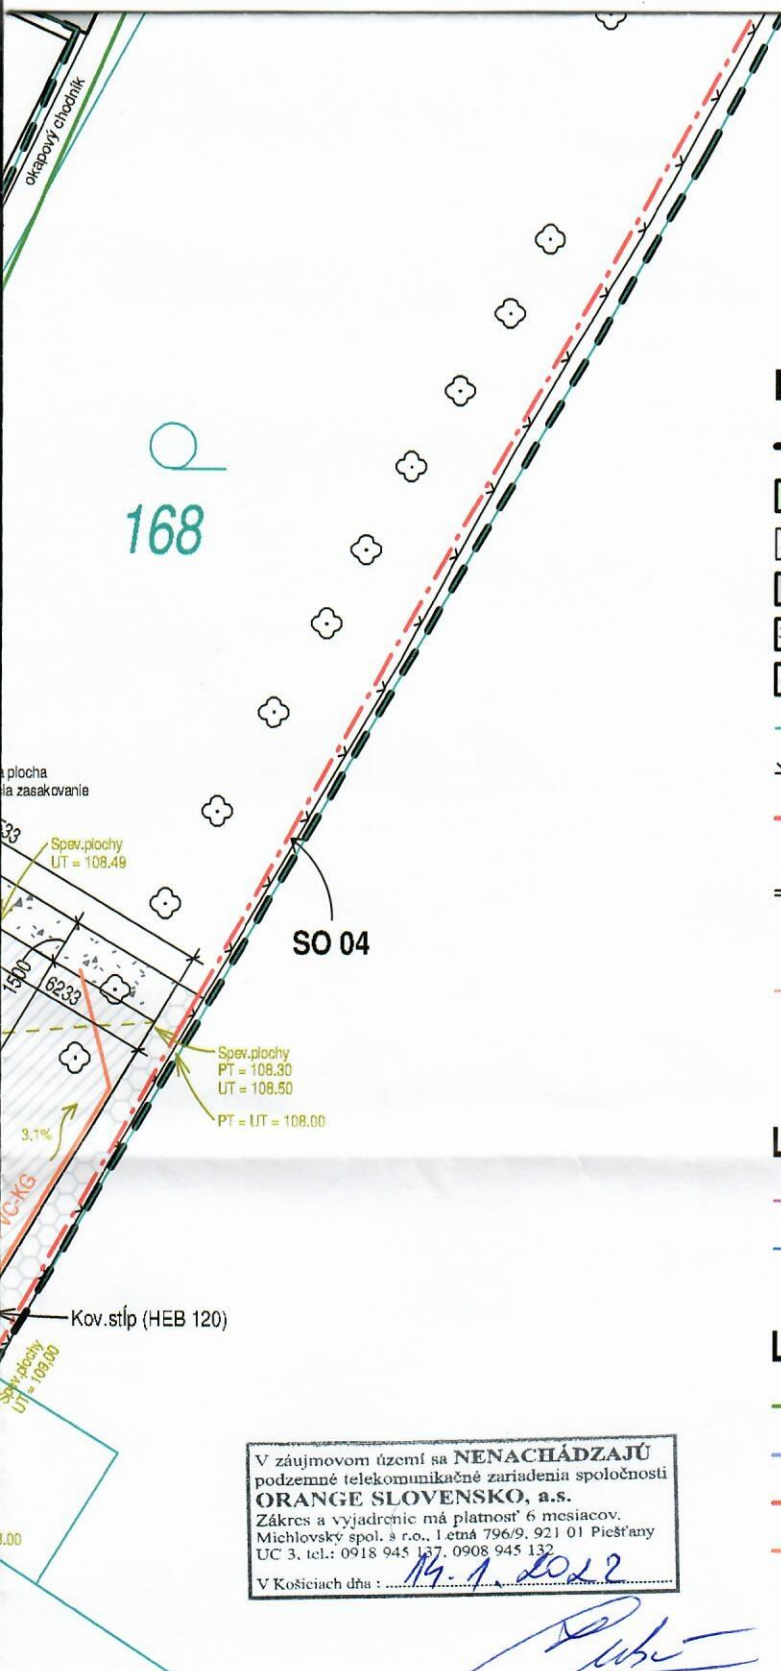 okapový chodník
168
plocha
zasakovanie
Spev.plochy
UT = 108.49
SO 04
1500
6233
Spev.plochy
PT = 108.30
UT = 108.50
PT = UT = 108.00
3,1%
VC-KG
Kov.stĺp (HEB 120)
Spev.plochy
UT = 109,00
V záujmovom území sa NENACHÁDZAJÚ
podzemné telekomunikačné zariadenia spoločnosti
ORANGE SLOVENSKO, a.s.
Zákres a vyjadrenie má platnosť 6 mesiacov.
Michlovský spol. s r.o., Letná 796/9, 921 01 Piešťany
UC 3, tel.: 0918 945 137, 0908 945 132
V Košiciach dňa : 14. 1. 2022